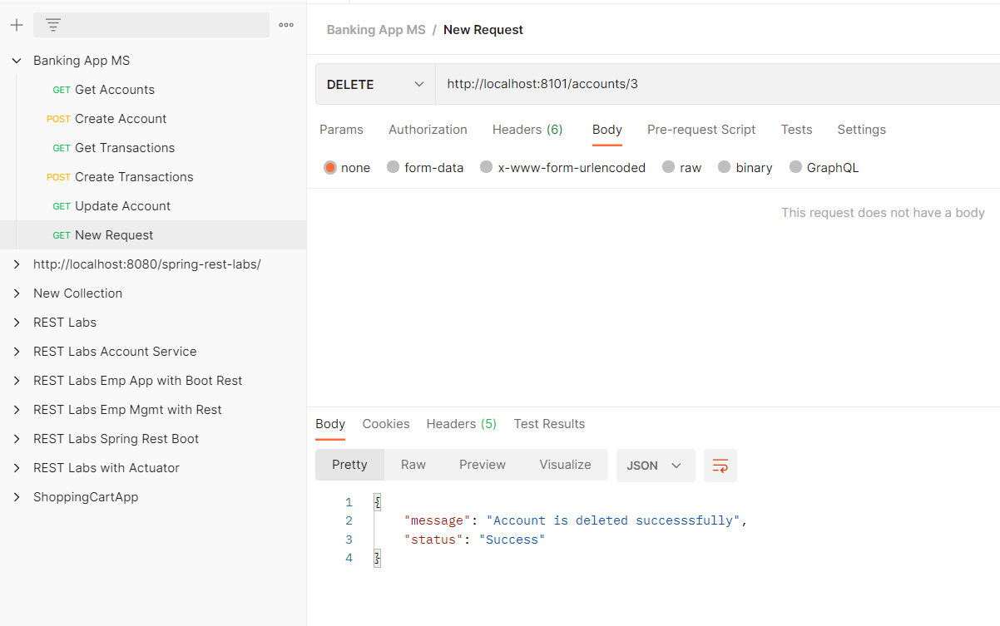 Banking App MS
GET Get Accounts
POST Create Account
GET Get Transactions
POST Create Transactions
GET Update Account
GET New Request
http://localhost:8080/spring-rest-labs/
New Collection
REST Labs
REST Labs Account Service
REST Labs Emp App with Boot Rest
REST Labs Emp Mgmt with Rest
REST Labs Spring Rest Boot
REST Labs with Actuator
ShoppingCartApp
Banking App MS / New Request
DELETE http://localhost:8101/accounts/3
Params Authorization Headers (6) Body Pre-request Script Tests Settings
none form-data x-www-form-urlencoded raw binary GraphQL
This request does not have a body
Body Cookies Headers (5) Test Results
Pretty Raw Preview Visualize JSON
1 {
2 "message": "Account is deleted successsfully",
3 "status": "Success"
4 }